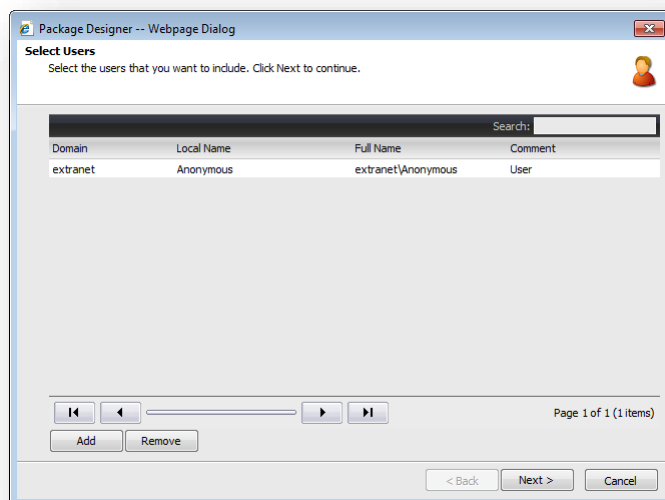 Package Designer -- Webpage Dialog
Select Users
Select the users that you want to include. Click Next to continue.
Search:
Domain Local Name Full Name Comment
extranet Anonymous extranet\Anonymous User
Page 1 of 1 (1 items)
Add Remove
< Back Next > Cancel